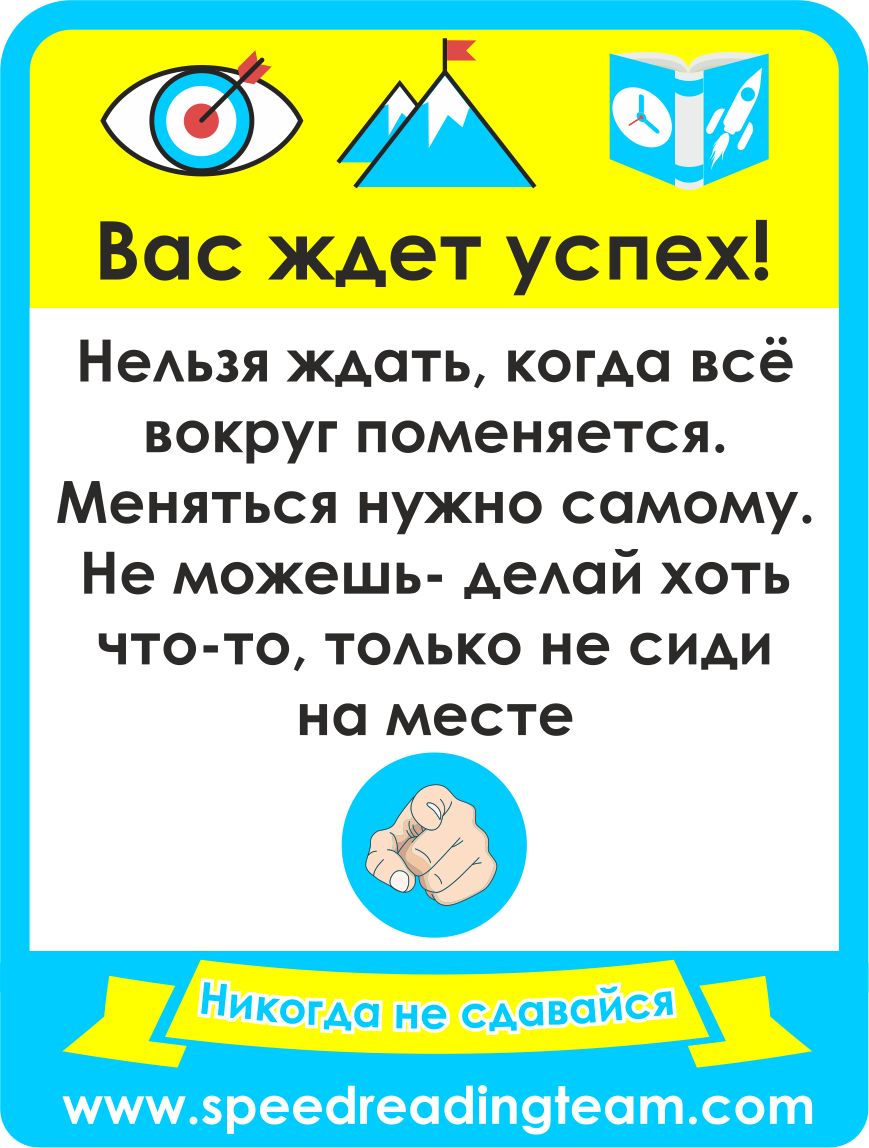 Вас ждет успех!
Нельзя ждать, когда всё
вокруг поменяется.
Меняться нужно самому.
Не можешь- делай хоть
что-то, только не сиди
на месте
Никогда не сдавайся
www.speedreadingteam.com